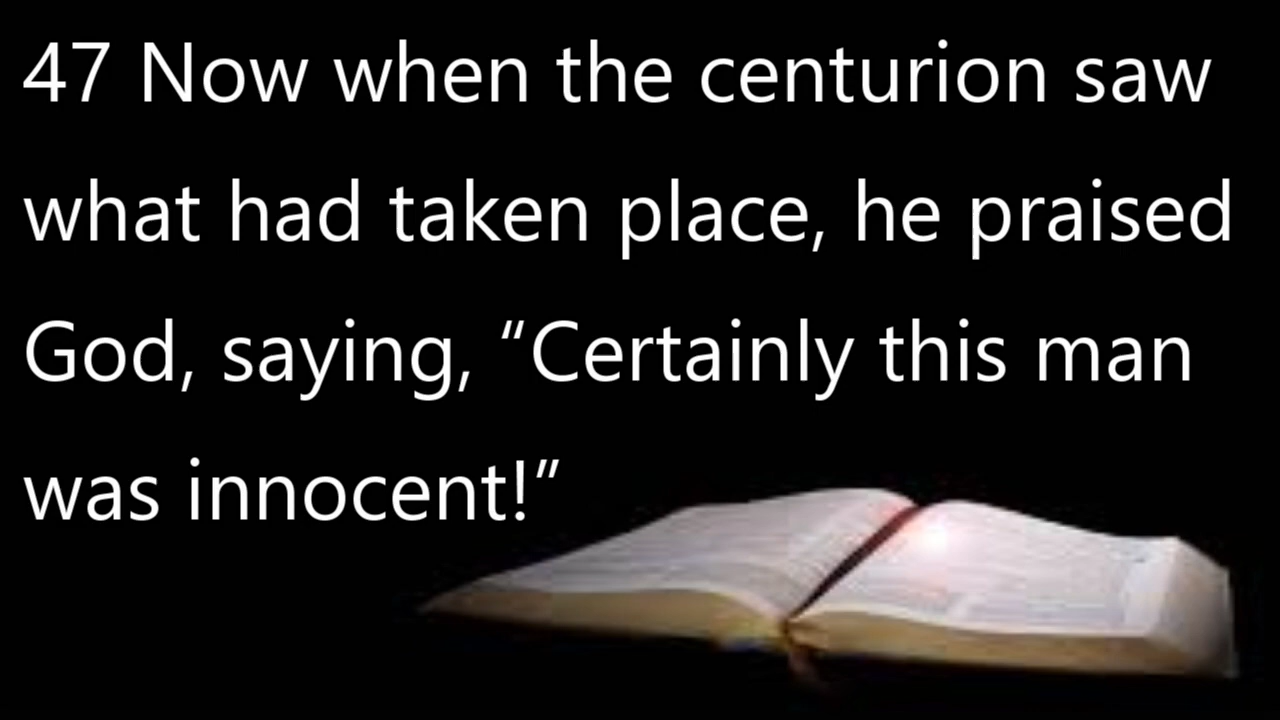 47 Now when the centurion saw
what had taken place, he praised
God, saying, “Certainly this man
was innocent!”